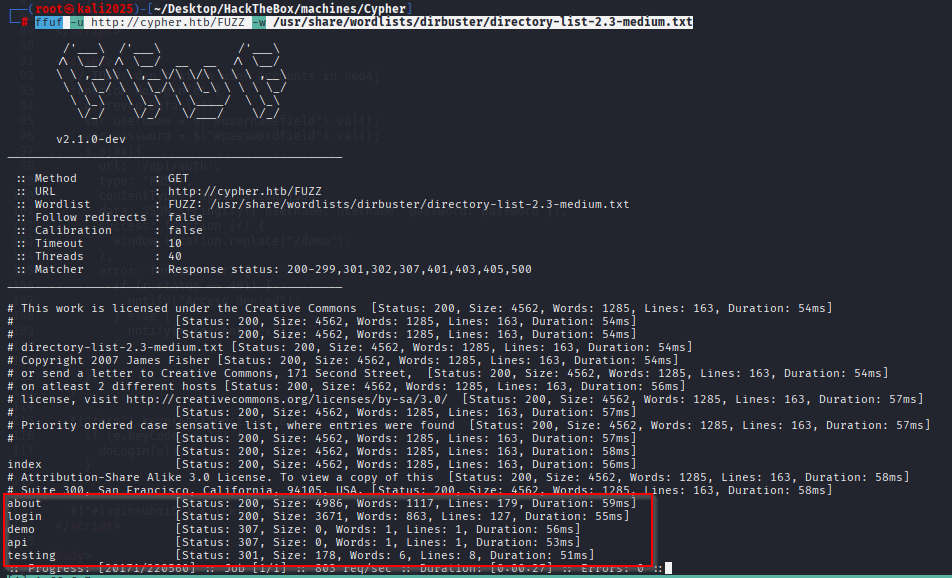 (root㉿kali2025)-[~/Desktop/HackTheBox/machines/Cypher]
# ffuf -u http://cypher.htb/FUZZ -w /usr/share/wordlists/dirbuster/directory-list-2.3-medium.txt
v2.1.0-dev
:: Method : GET
:: URL : http://cypher.htb/FUZZ
:: Wordlist : FUZZ: /usr/share/wordlists/dirbuster/directory-list-2.3-medium.txt
:: Follow redirects : false
:: Calibration : false
:: Timeout : 10
:: Threads : 40
:: Matcher : Response status: 200-299,301,302,307,401,403,405,500
# This work is licensed under the Creative Commons [Status: 200, Size: 4562, Words: 1285, Lines: 163, Duration: 54ms]
# [Status: 200, Size: 4562, Words: 1285, Lines: 163, Duration: 54ms]
# [Status: 200, Size: 4562, Words: 1285, Lines: 163, Duration: 54ms]
# directory-list-2.3-medium.txt [Status: 200, Size: 4562, Words: 1285, Lines: 163, Duration: 54ms]
# Copyright 2007 James Fisher [Status: 200, Size: 4562, Words: 1285, Lines: 163, Duration: 54ms]
# or send a letter to Creative Commons, 171 Second Street, [Status: 200, Size: 4562, Words: 1285, Lines: 163, Duration: 54ms]
# on atleast 2 different hosts [Status: 200, Size: 4562, Words: 1285, Lines: 163, Duration: 56ms]
# license, visit http://creativecommons.org/licenses/by-sa/3.0/ [Status: 200, Size: 4562, Words: 1285, Lines: 163, Duration: 57ms]
# [Status: 200, Size: 4562, Words: 1285, Lines: 163, Duration: 57ms]
# Priority ordered case sensative list, where entries were found [Status: 200, Size: 4562, Words: 1285, Lines: 163, Duration: 57ms]
# [Status: 200, Size: 4562, Words: 1285, Lines: 163, Duration: 57ms]
[Status: 200, Size: 4562, Words: 1285, Lines: 163, Duration: 58ms]
index [Status: 200, Size: 4562, Words: 1285, Lines: 163, Duration: 56ms]
# Attribution-Share Alike 3.0 License. To view a copy of this [Status: 200, Size: 4562, Words: 1285, Lines: 163, Duration: 58ms]
# Suite 300, San Francisco, California, 94105, USA. [Status: 200, Size: 4562, Words: 1285, Lines: 163, Duration: 58ms]
about [Status: 200, Size: 4986, Words: 1117, Lines: 179, Duration: 59ms]
login [Status: 200, Size: 3671, Words: 863, Lines: 127, Duration: 55ms]
demo [Status: 307, Size: 0, Words: 1, Lines: 1, Duration: 56ms]
api [Status: 307, Size: 0, Words: 1, Lines: 1, Duration: 53ms]
testing [Status: 301, Size: 178, Words: 6, Lines: 8, Duration: 51ms]
:: Progress: [20171/220560] :: Job [1/1] :: 803 req/sec :: Duration: [0:00:27] :: Errors: 0 ::